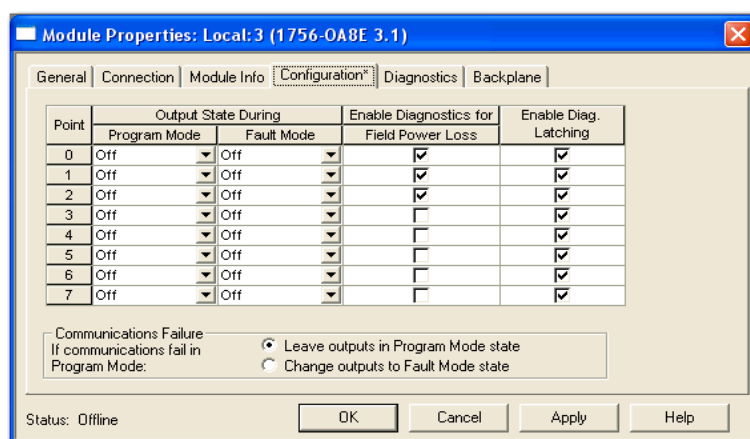 Module Properties: Local:3 (1756-OA8E 3.1)
General Connection Module Info Configuration* Diagnostics Backplane
Point Output State During Enable Diagnostics for Enable Diag. Latching
Program Mode Fault Mode Field Power Loss
0 Off Off
1 Off Off
2 Off Off
3 Off Off
4 Off Off
5 Off Off
6 Off Off
7 Off Off
Communications Failure
If communications fail in Program Mode:
Leave outputs in Program Mode state
Change outputs to Fault Mode state
Status: Offline
OK Cancel Apply Help